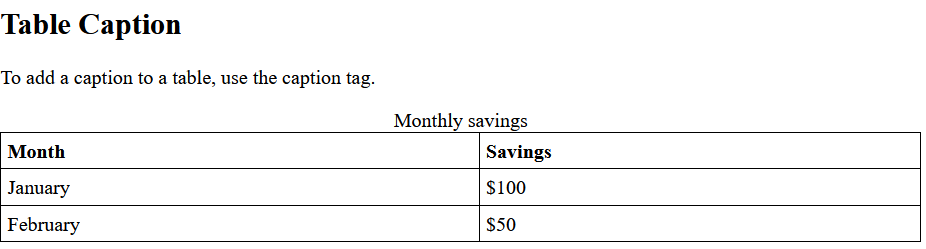 Table Caption
To add a caption to a table, use the caption tag.
Monthly savings
Month Savings
January $100
February $50